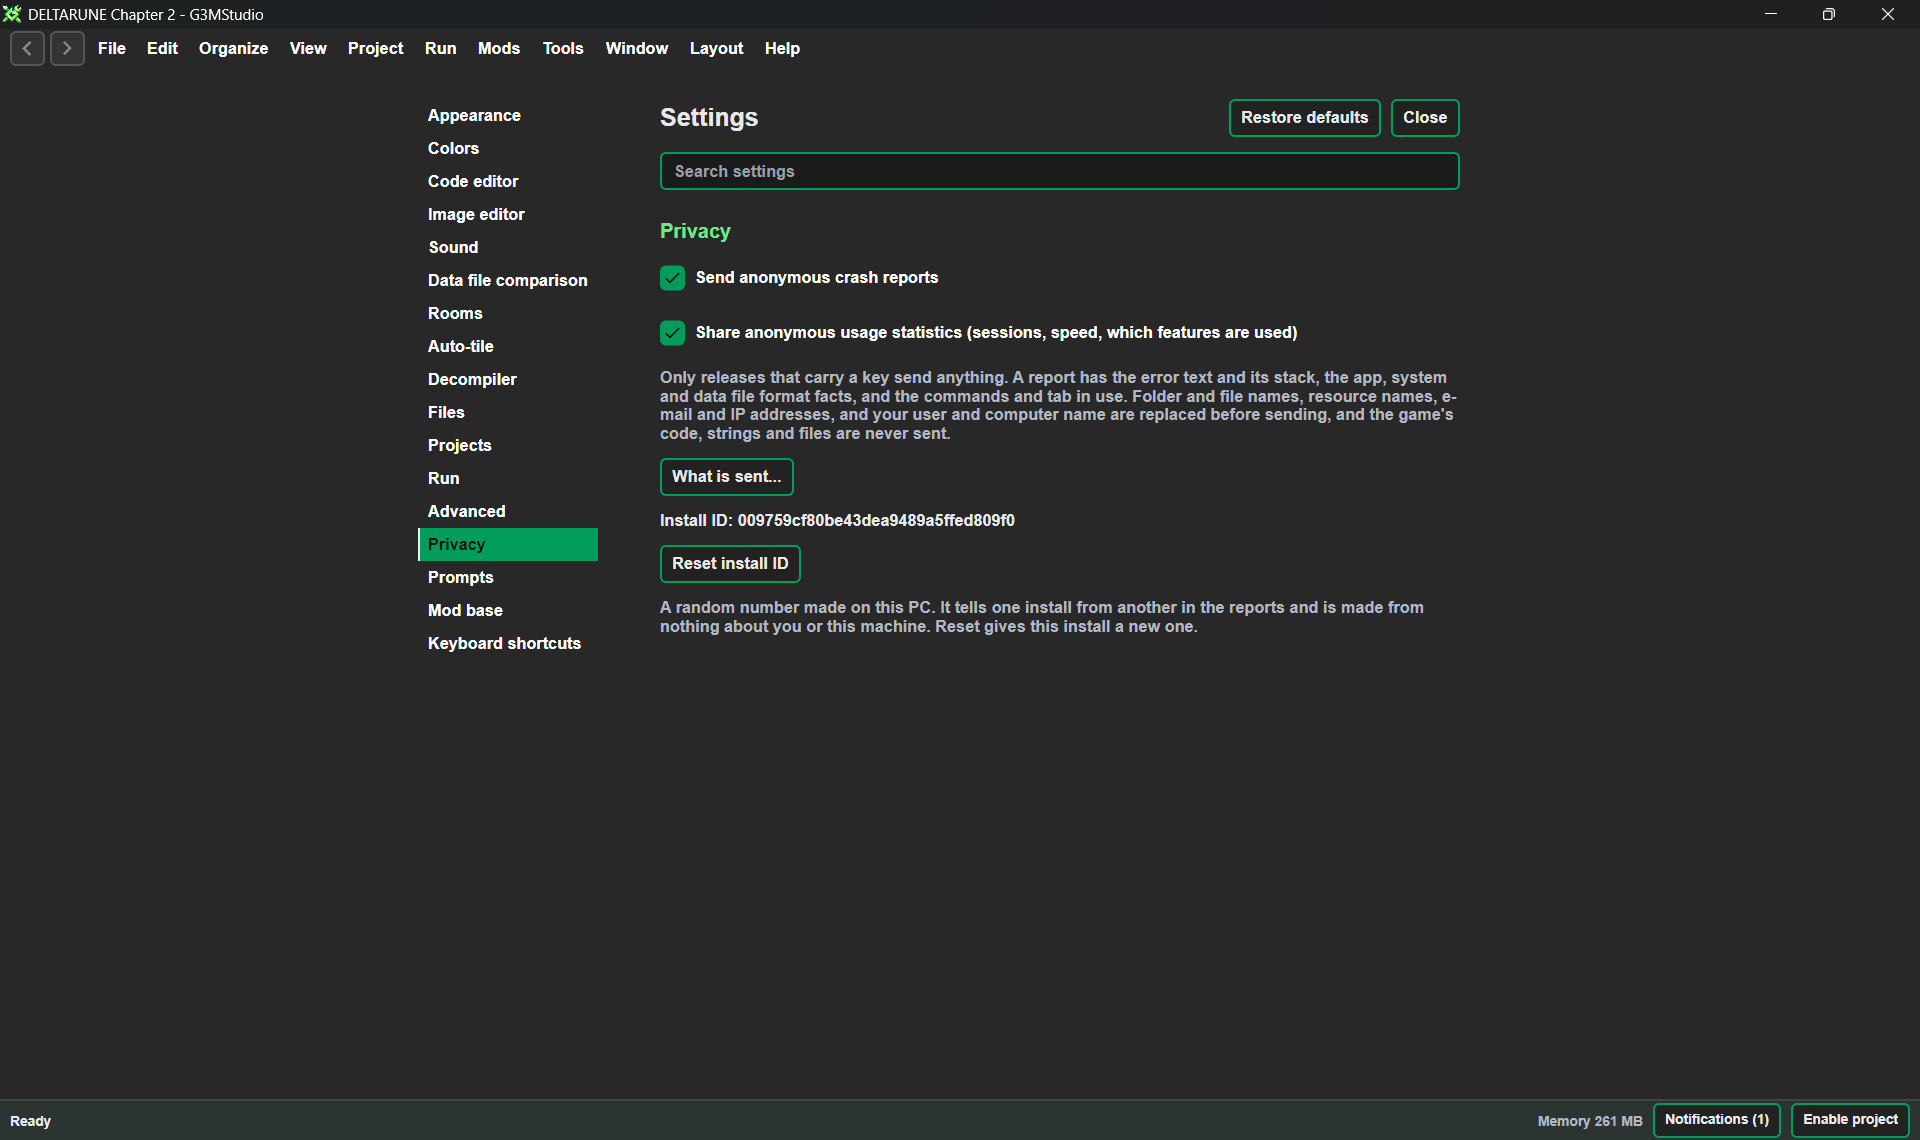 DELTARUNE Chapter 2 - G3MStudio
File Edit Organize View Project Run Mods Tools Window Layout Help
Appearance
Colors
Code editor
Image editor
Sound
Data file comparison
Rooms
Auto-tile
Decompiler
Files
Projects
Run
Advanced
Privacy
Prompts
Mod base
Keyboard shortcuts
Settings
Restore defaults
Close
Search settings
Privacy
Send anonymous crash reports
Share anonymous usage statistics (sessions, speed, which features are used)
Only releases that carry a key send anything. A report has the error text and its stack, the app, system
and data file format facts, and the commands and tab in use. Folder and file names, resource names, e-
mail and IP addresses, and your user and computer name are replaced before sending, and the game's
code, strings and files are never sent.
What is sent...
Install ID: 009759cf80be43dea9489a5ffed809f0
Reset install ID
A random number made on this PC. It tells one install from another in the reports and is made from
nothing about you or this machine. Reset gives this install a new one.
Ready
Memory 261 MB
Notifications (1)
Enable project